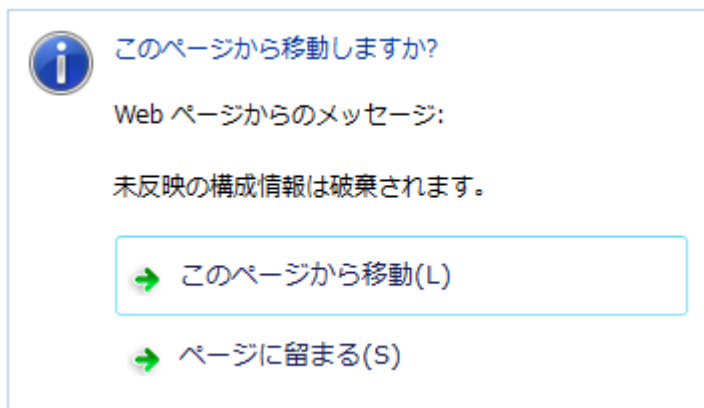 このページから移動しますか?
Web ページからのメッセージ:
未反映の構成情報は破棄されます。
このページから移動(L)
ページに留まる(S)